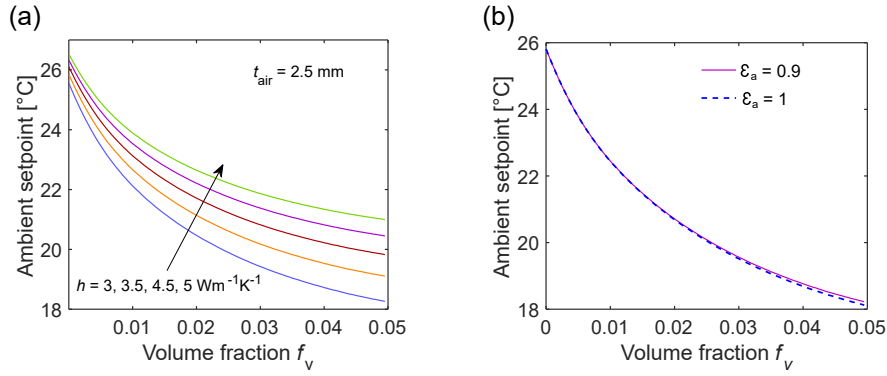 (a)
Ambient setpoint [°C]
26
24
22
20
18
t_air = 2.5 mm
h = 3, 3.5, 4.5, 5 Wm⁻¹K⁻¹
0.01 0.02 0.03 0.04 0.05
Volume fraction f_v
(b)
Ambient setpoint [°C]
26
24
22
20
18
Ɛₐ = 0.9
Ɛₐ = 1
0 0.01 0.02 0.03 0.04 0.05
Volume fraction f_v